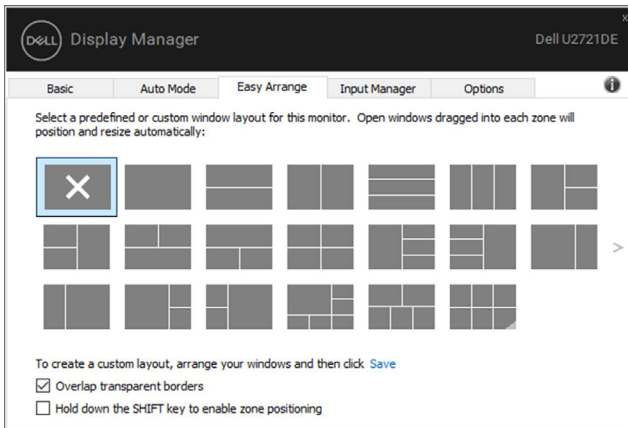 DELL Display Manager
Dell U2721DE
Basic Auto Mode Easy Arrange Input Manager Options
Select a predefined or custom window layout for this monitor. Open windows dragged into each zone will
position and resize automatically:
To create a custom layout, arrange your windows and then click Save
Overlap transparent borders
Hold down the SHIFT key to enable zone positioning